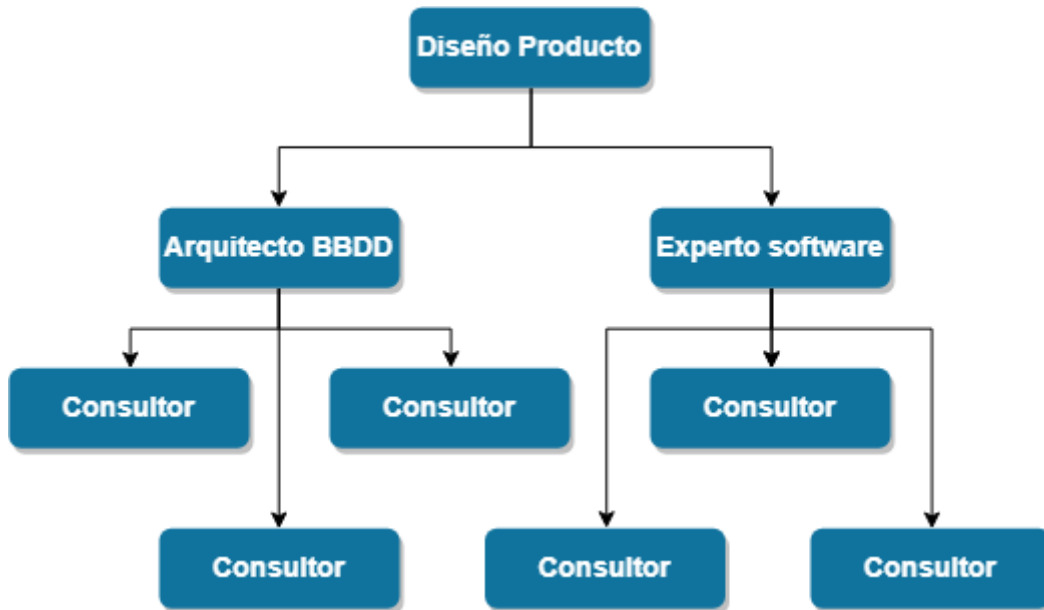 Diseño Producto
Arquitecto BBDD
Experto software
Consultor
Consultor
Consultor
Consultor
Consultor
Consultor